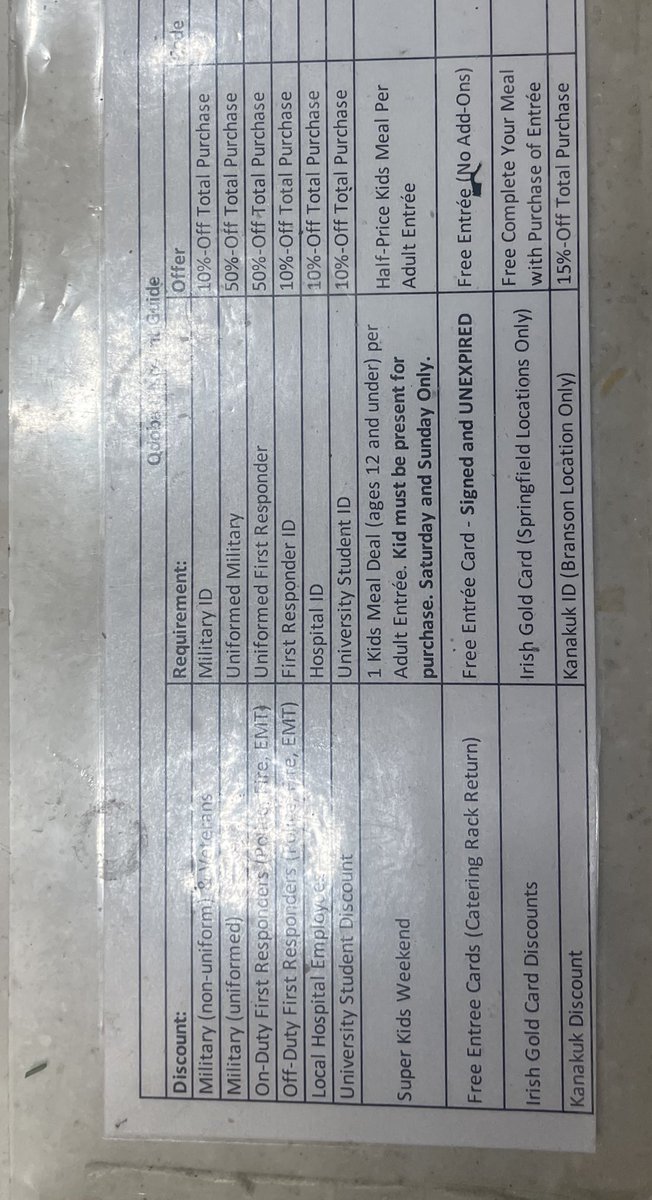 Guide
Discount: Requirement: Offer Code
Military (non-uniform) & Veterans Military ID 10%-Off Total Purchase
Military (uniformed) Uniformed Military 50%-Off Total Purchase
On-Duty First Responders (Police, Fire, EMT) Uniformed First Responder 50%-Off Total Purchase
Off-Duty First Responders (Police, Fire, EMT) First Responder ID 10%-Off Total Purchase
Local Hospital Employees Hospital ID 10%-Off Total Purchase
University Student Discount University Student ID 10%-Off Total Purchase
Super Kids Weekend
1 Kids Meal Deal (ages 12 and under) per
Adult Entrée. Kid must be present for
purchase. Saturday and Sunday Only.
Half-Price Kids Meal Per
Adult Entrée
Free Entree Cards (Catering Rack Return) Free Entrée Card - Signed and UNEXPIRED Free Entrée (No Add-Ons)
Irish Gold Card Discounts Irish Gold Card (Springfield Locations Only)
Free Complete Your Meal
with Purchase of Entrée
Kanakuk Discount Kanakuk ID (Branson Location Only) 15%-Off Total Purchase